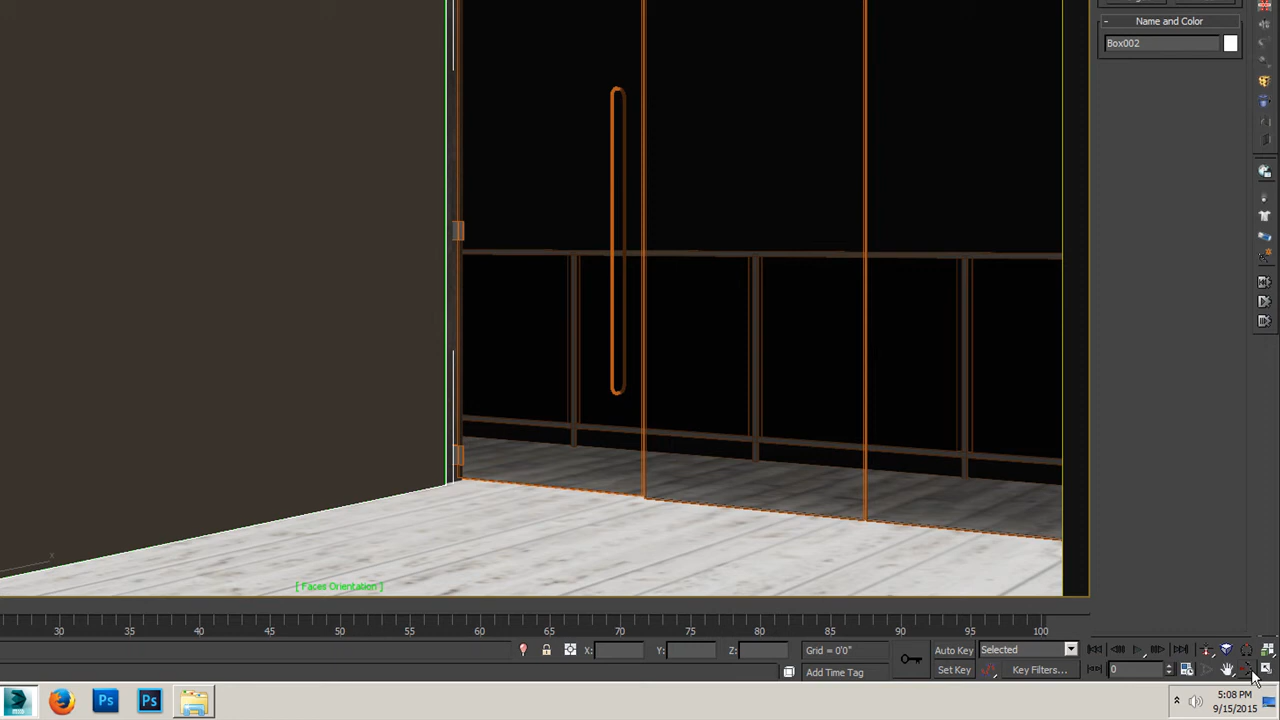 - Name and Color
Box002
x
[ Faces Orientation ]
30 35 40 45 50 55 60 65 70 75 80 85 90 95 100
X: Y: Z: Grid = 0'0" Auto Key Selected
Add Time Tag Set Key Key Filters... 0
Ps Ps
5:08 PM
9/15/2015